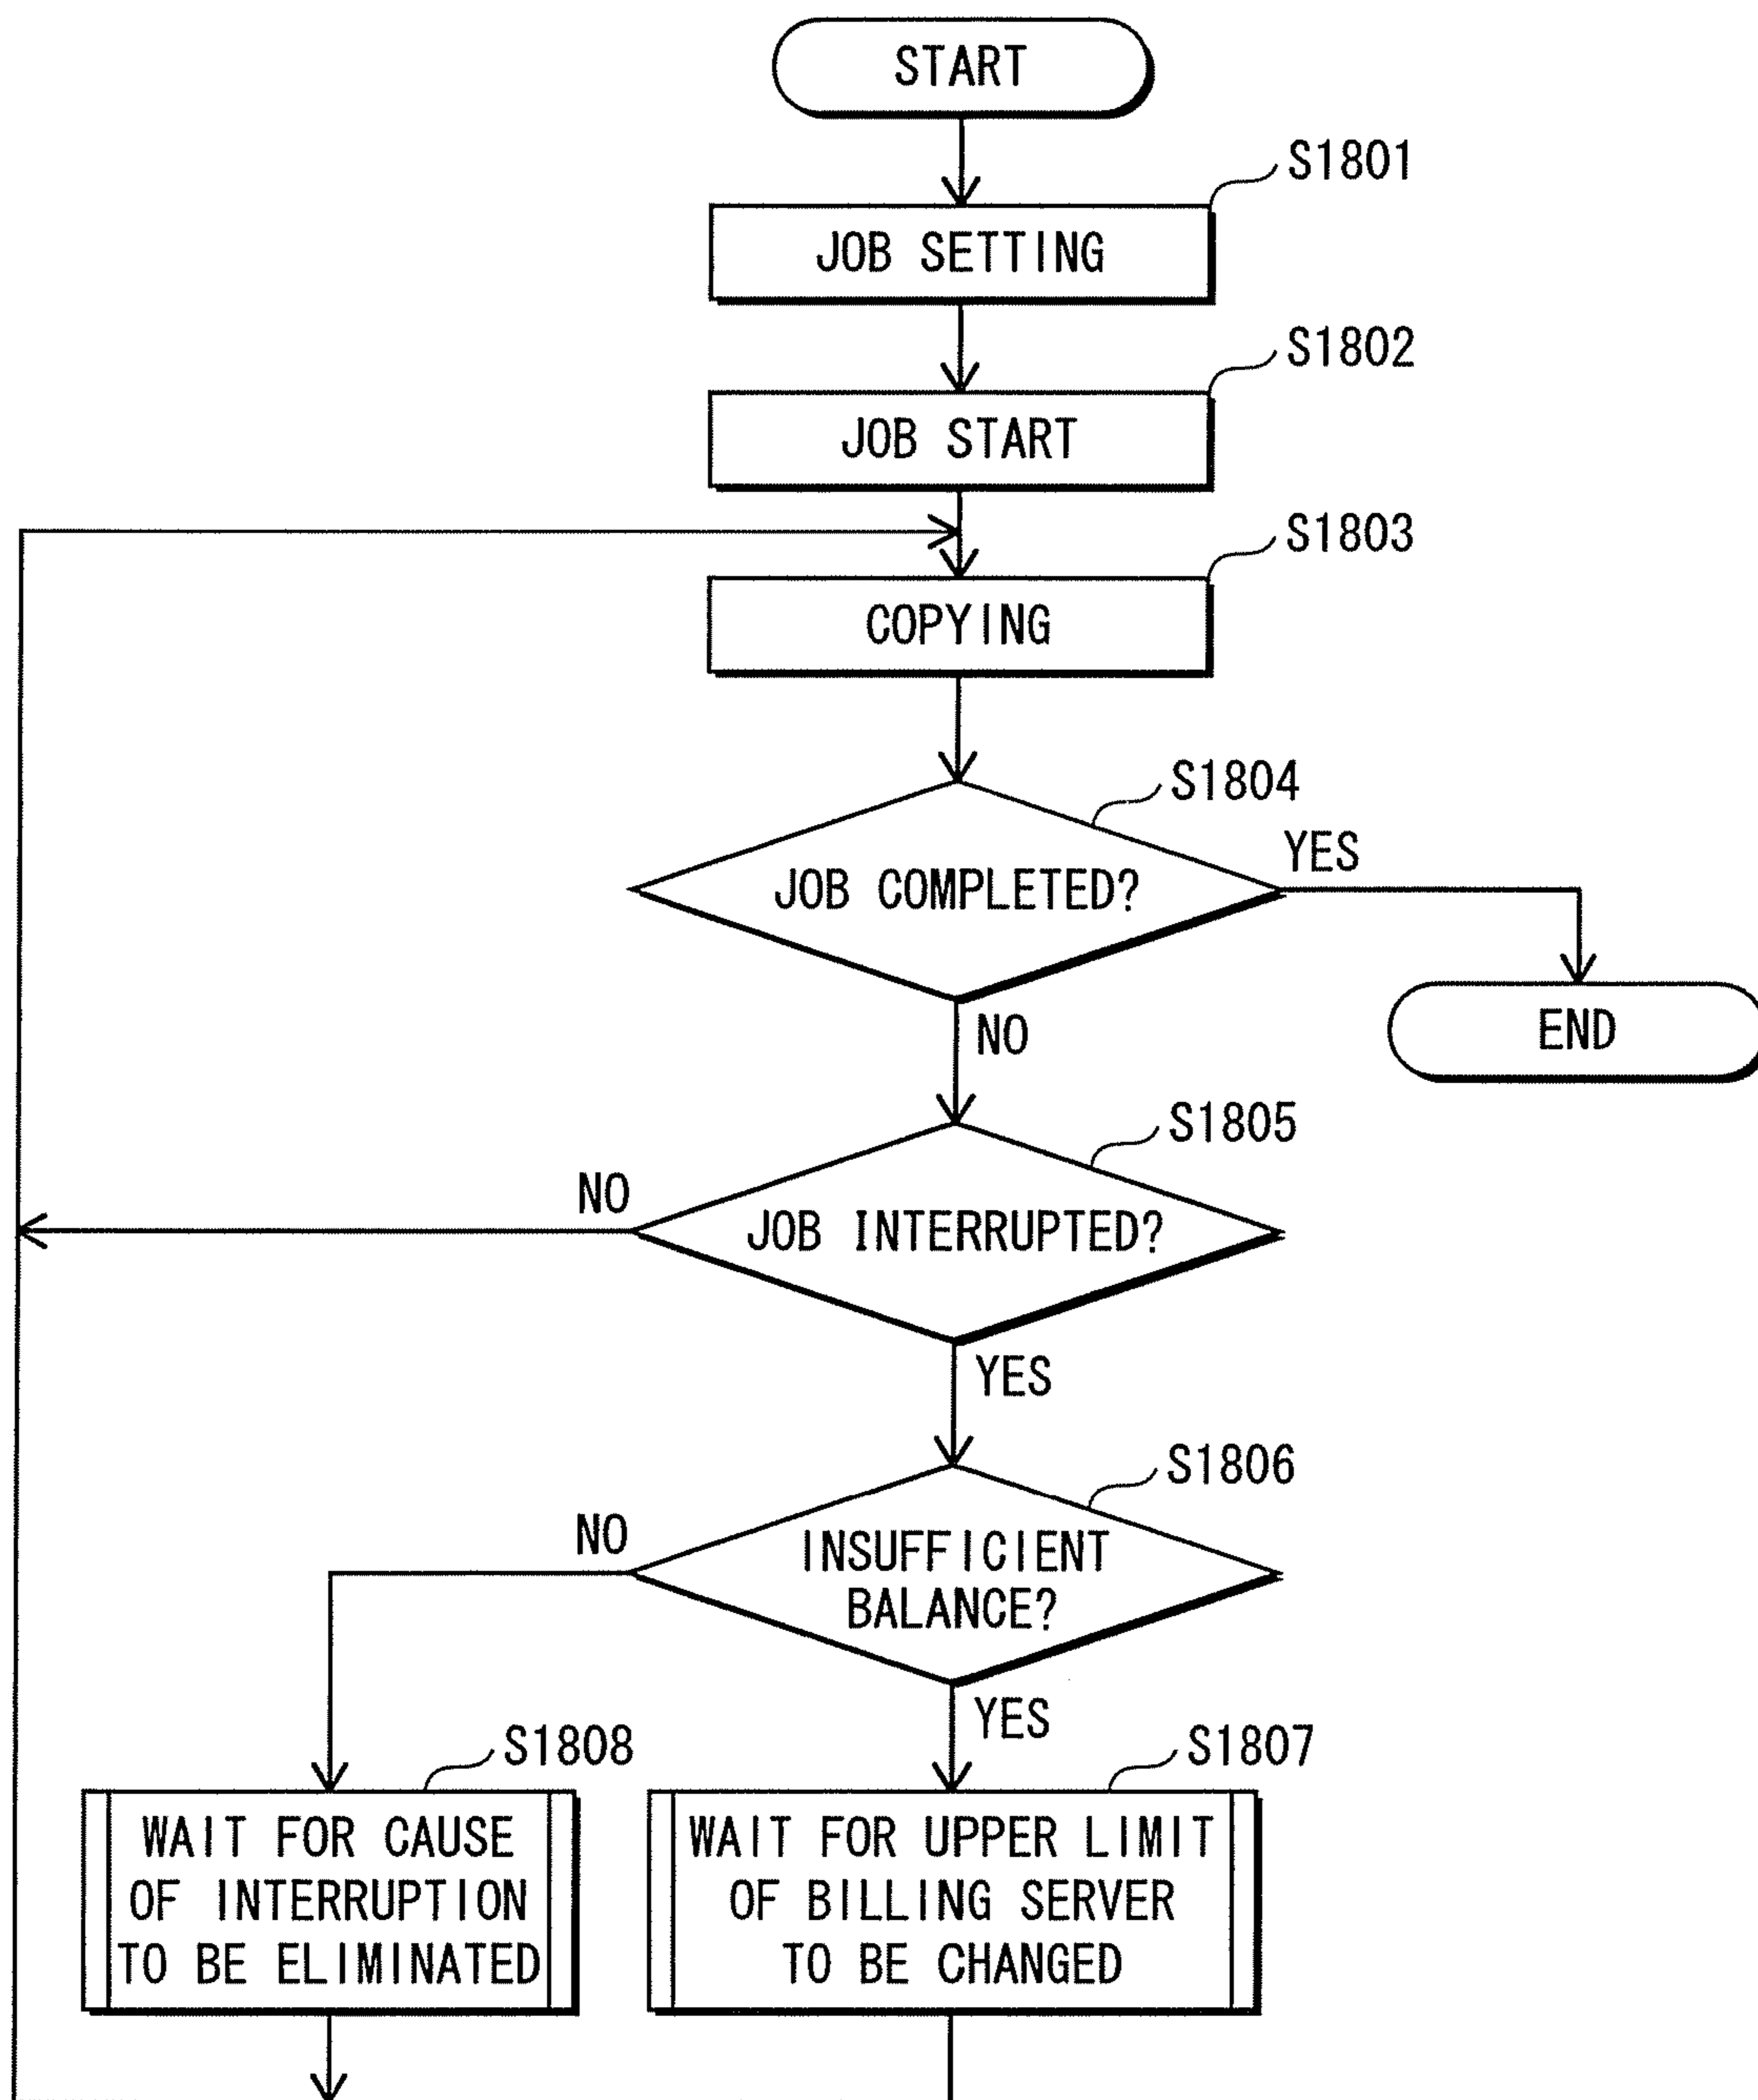 START
S1801
JOB SETTING
S1802
JOB START
S1803
COPYING
S1804
JOB COMPLETED?
YES
END
NO
S1805
JOB INTERRUPTED?
NO
YES
S1806
INSUFFICIENT
BALANCE?
NO
YES
S1808
WAIT FOR CAUSE
OF INTERRUPTION
TO BE ELIMINATED
S1807
WAIT FOR UPPER LIMIT
OF BILLING SERVER
TO BE CHANGED